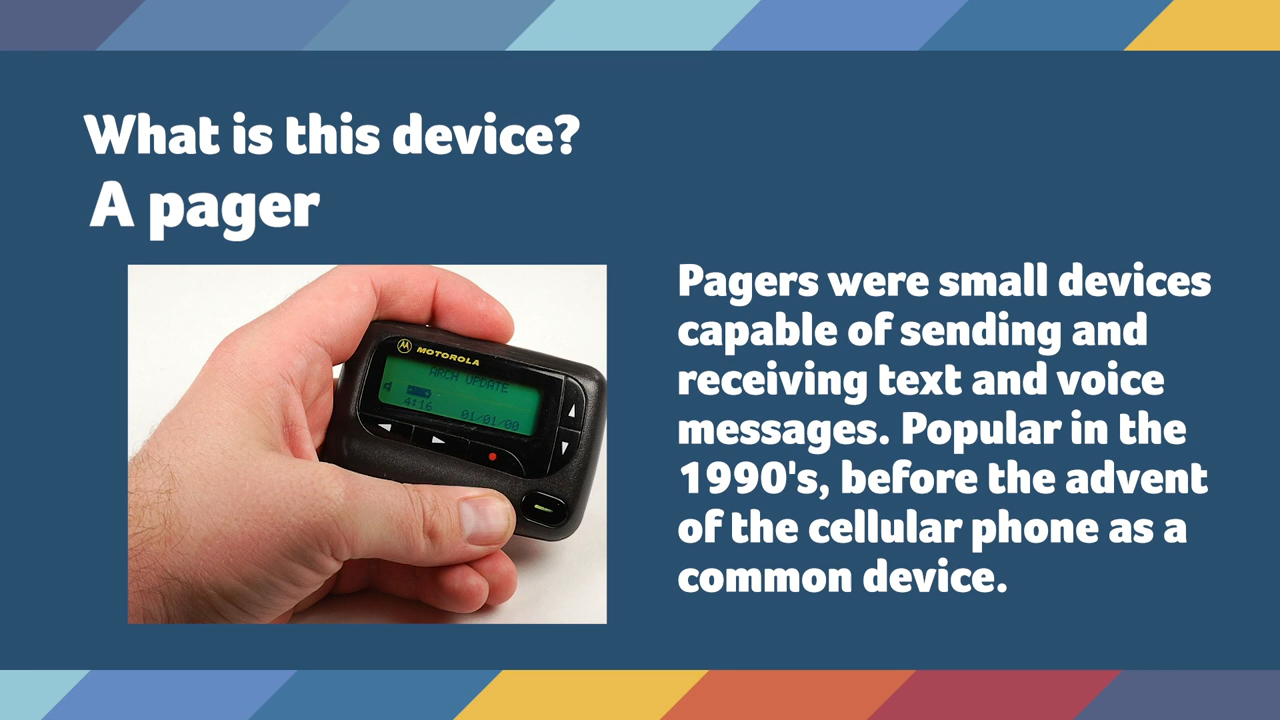 What is this device?
A pager
MOTOROLA
ARCH UPDATE
4:16 01/01/00
Pagers were small devices
capable of sending and
receiving text and voice
messages. Popular in the
1990's, before the advent
of the cellular phone as a
common device.